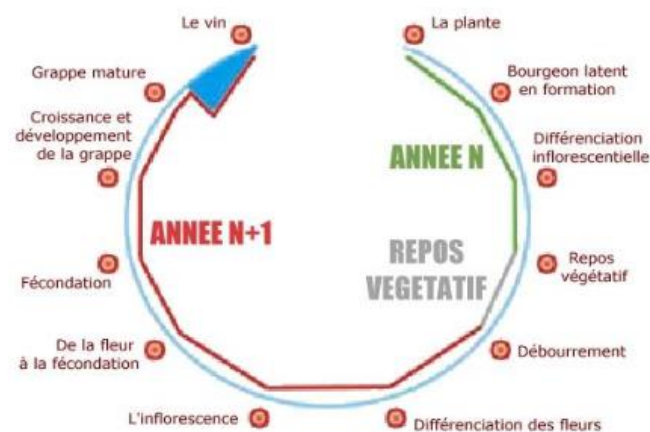 Le vin
La plante
Grappe mature
Bourgeon latent
en formation
Croissance et
développement
de la grappe
Différenciation
inflorescentielle
ANNEE N
ANNEE N+1
REPOS
VEGETATIF
Repos
végétatif
Fécondation
De la fleur
à la fécondation
Débourrement
L'inflorescence
Différenciation des fleurs